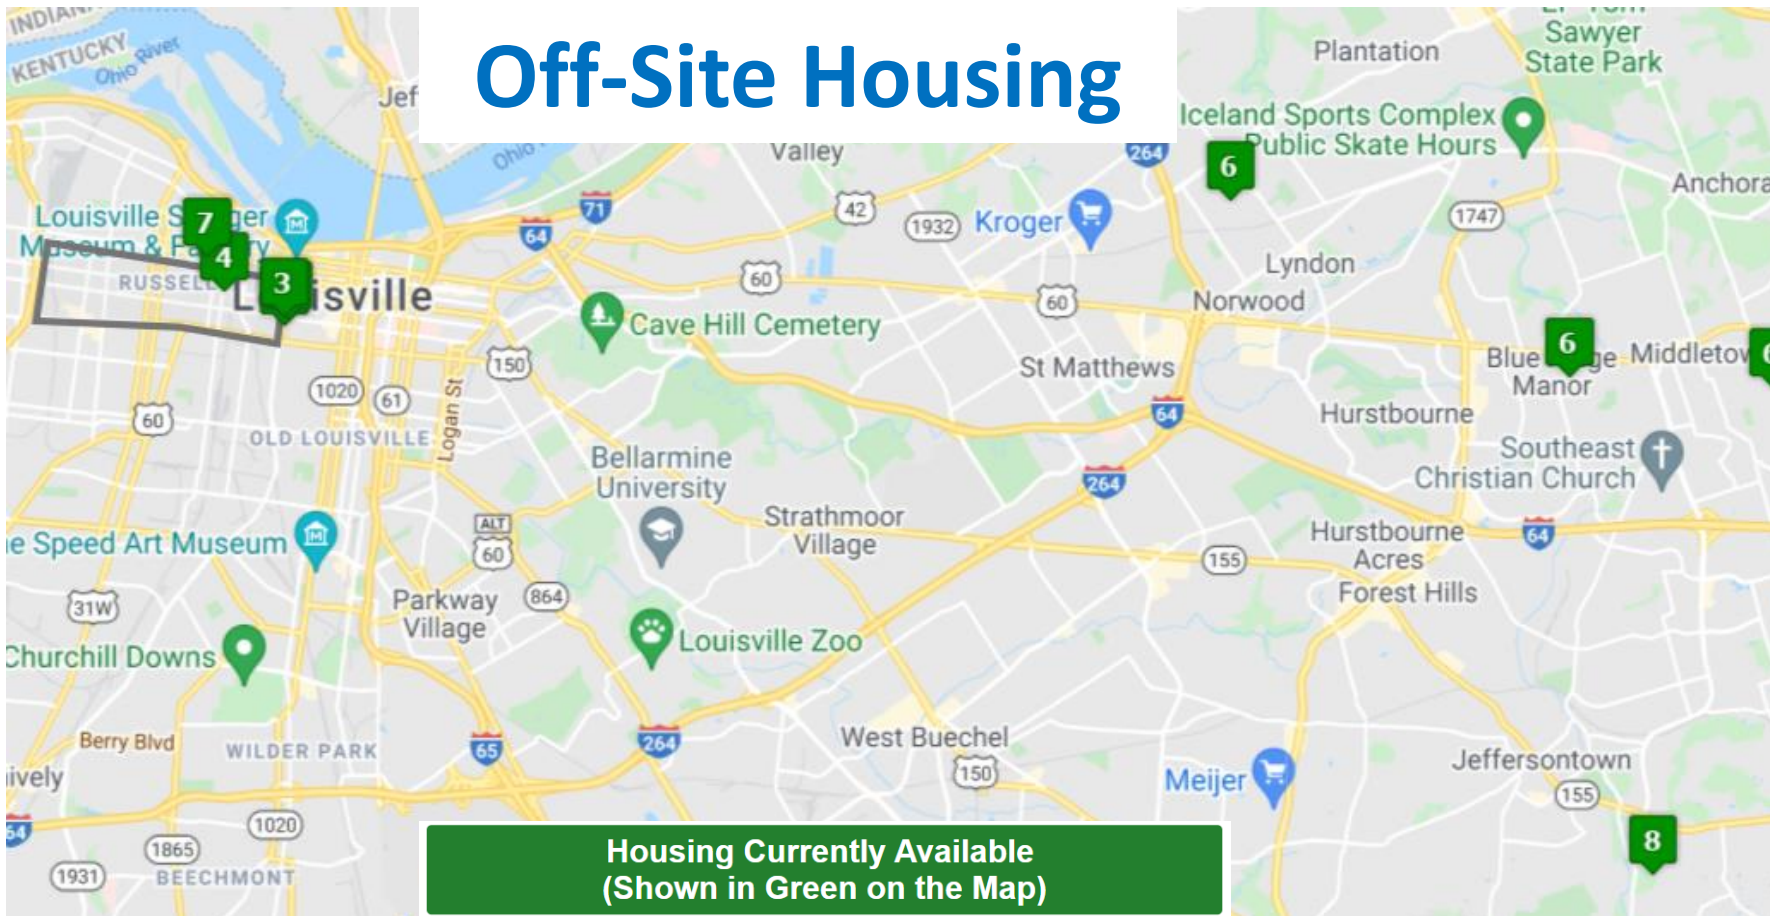 Off-Site Housing
INDIAN
KENTUCKY
Ohio River
Jef
Ohio
Valley
264
Plantation
Sawyer
State Park
Iceland Sports Complex
Public Skate Hours
6
Anchora
1747
42
1932
Kroger
71
64
7
4
3
RUSSELL
60
60
Lyndon
Norwood
Cave Hill Cemetery
150
St Matthews
6
Manor
6
1020
61
Logan St
60
OLD LOUISVILLE
64
Hurstbourne
Southeast
Christian Church
Bellarmine
University
264
ALT
60
Strathmoor
Village
155
Hurstbourne
Acres
Forest Hills
64
e Speed Art Museum
31W
Parkway
Village
864
Louisville Zoo
Churchill Downs
Berry Blvd
WILDER PARK
65
264
West Buechel
150
Meijer
Jeffersontown
155
8
ively
64
1020
1865
1931
BEECHMONT
Housing Currently Available
(Shown in Green on the Map)